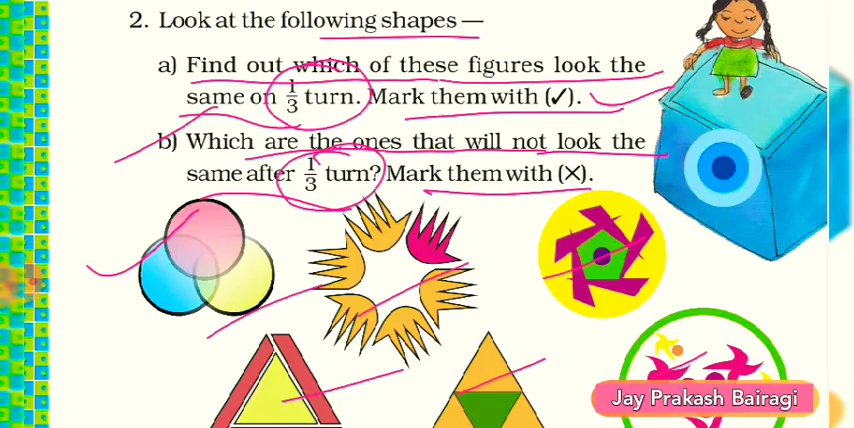 2. Look at the following shapes —
a) Find out which of these figures look the
same on 1/3 turn. Mark them with (✓).
b) Which are the ones that will not look the
same after 1/3 turn? Mark them with (✕).
Jay Prakash Bairagi